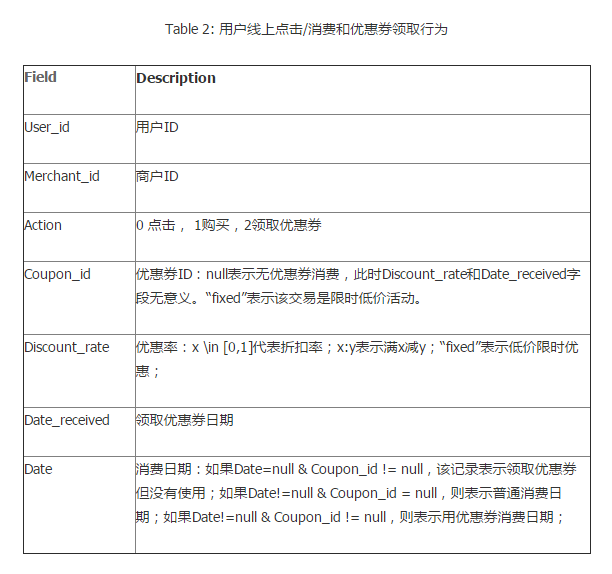 Table 2: 用户线上点击/消费和优惠券领取行为
Field Description
User_id 用户ID
Merchant_id 商户ID
Action 0 点击， 1购买，2领取优惠券
Coupon_id 优惠券ID：null表示无优惠券消费，此时Discount_rate和Date_received字
段无意义。“fixed”表示该交易是限时低价活动。
Discount_rate 优惠率：x \in [0,1]代表折扣率；x:y表示满x减y；“fixed”表示低价限时优
惠；
Date_received 领取优惠券日期
Date 消费日期：如果Date=null & Coupon_id != null，该记录表示领取优惠券
但没有使用；如果Date!=null & Coupon_id = null，则表示普通消费日
期；如果Date!=null & Coupon_id != null，则表示用优惠券消费日期；